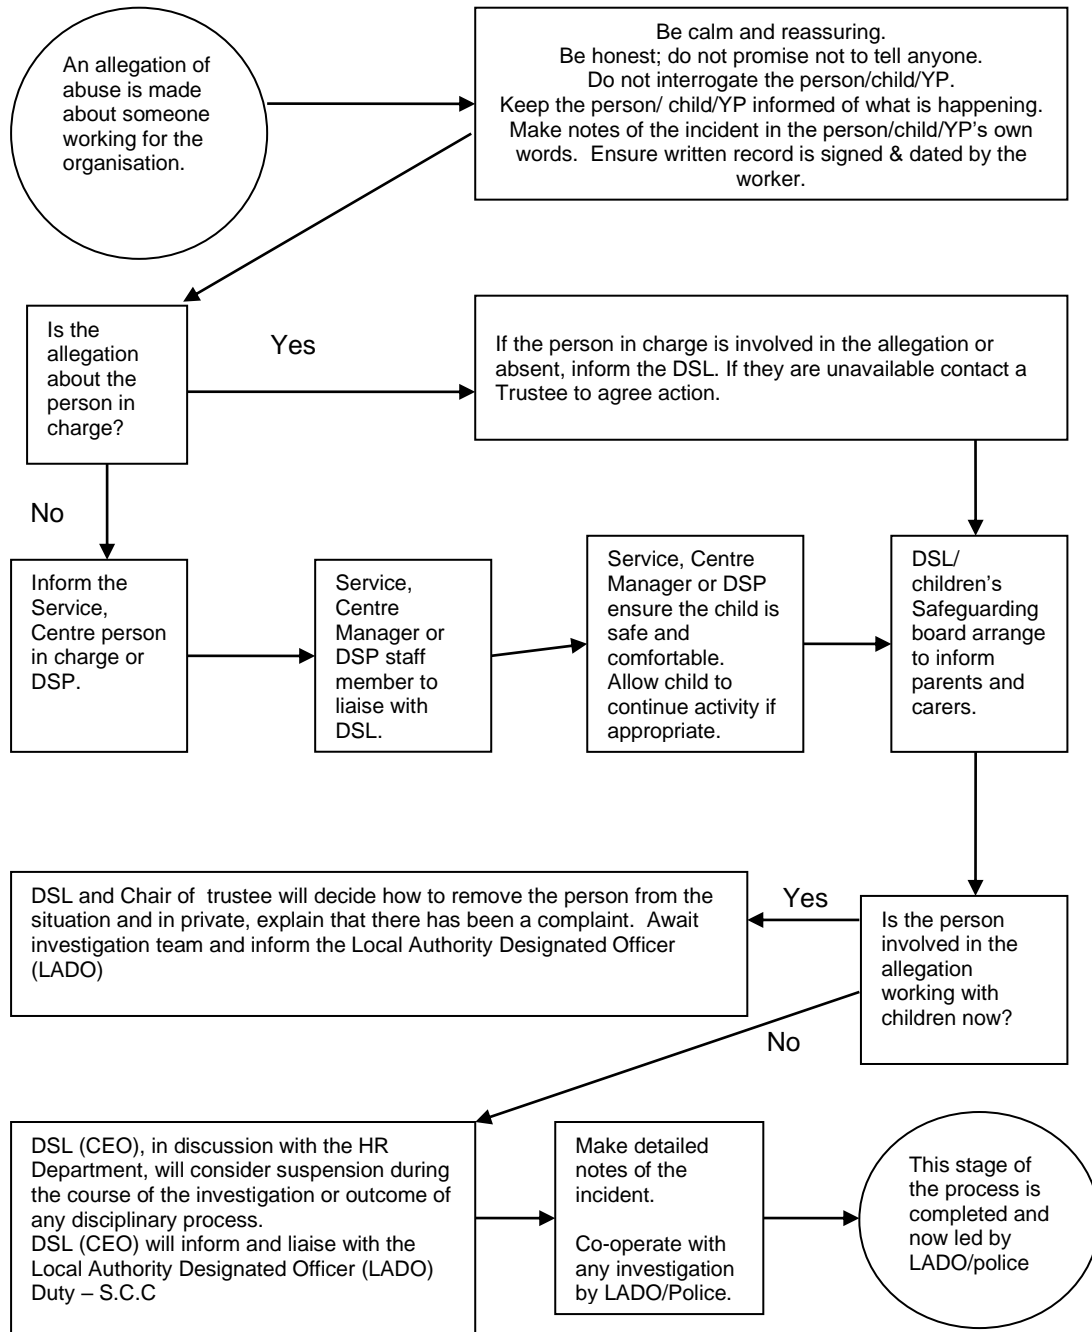 An allegation of
abuse is made
about someone
working for the
organisation.
Be calm and reassuring.
Be honest; do not promise not to tell anyone.
Do not interrogate the person/child/YP.
Keep the person/ child/YP informed of what is happening.
Make notes of the incident in the person/child/YP's own
words.  Ensure written record is signed & dated by the
worker.
Is the
allegation
about the
person in
charge?
Yes
If the person in charge is involved in the allegation or
absent, inform the DSL. If they are unavailable contact a
Trustee to agree action.
No
Inform the
Service,
Centre person
in charge or
DSP.
Service,
Centre
Manager or
DSP staff
member to
liaise with
DSL.
Service, Centre
Manager or DSP
ensure the child is
safe and
comfortable.
Allow child to
continue activity if
appropriate.
DSL/
children's
Safeguarding
board arrange
to inform
parents and
carers.
DSL and Chair of  trustee will decide how to remove the person from the
situation and in private, explain that there has been a complaint.  Await
investigation team and inform the Local Authority Designated Officer
(LADO)
Yes
Is the person
involved in the
allegation
working with
children now?
No
DSL (CEO), in discussion with the HR
Department, will consider suspension during
the course of the investigation or outcome of
any disciplinary process.
DSL (CEO) will inform and liaise with the
Local Authority Designated Officer (LADO)
Duty – S.C.C
Make detailed
notes of the
incident.
Co-operate with
any investigation
by LADO/Police.
This stage of
the process is
completed and
now led by
LADO/police